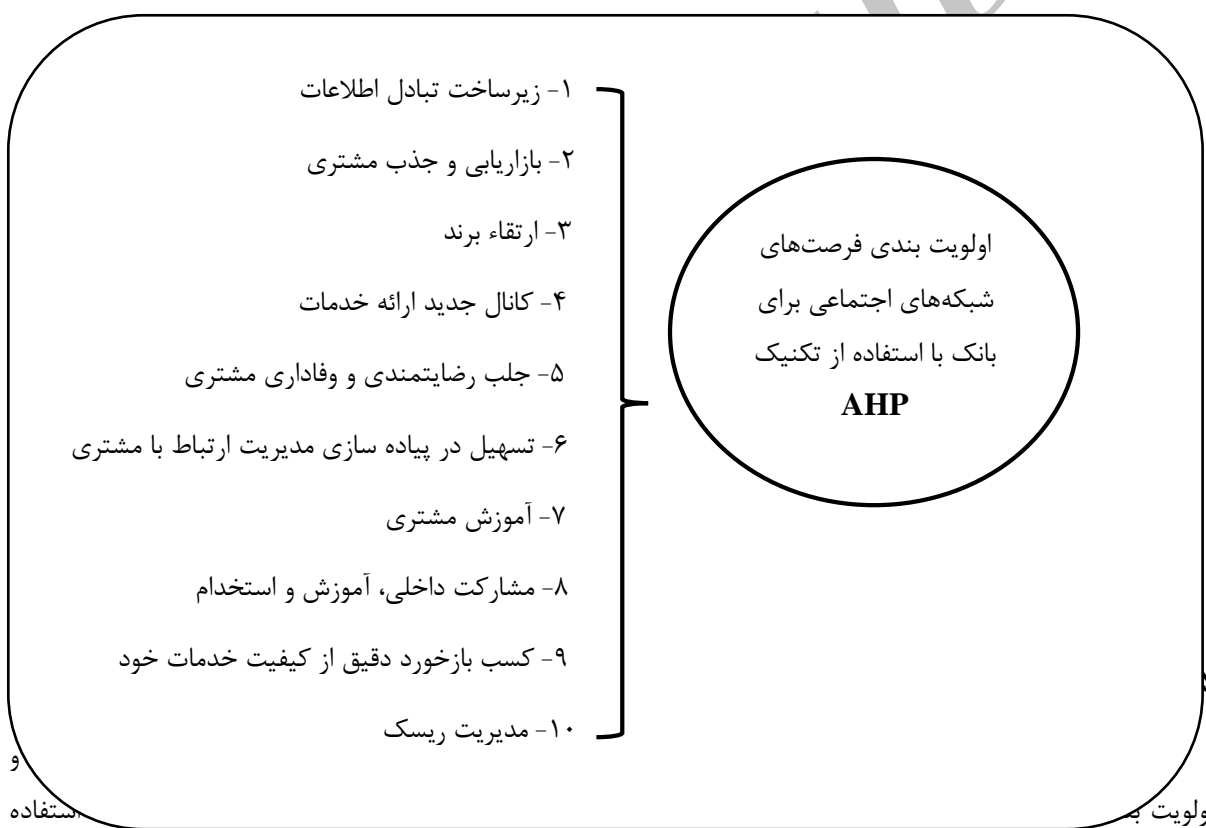 ۱- زیرساخت تبادل اطلاعات
۲- بازاریابی و جذب مشتری
۳- ارتقاء برند
۴- کانال جدید ارائه خدمات
۵- جلب رضایتمندی و وفاداری مشتری
۶- تسهیل در پیاده سازی مدیریت ارتباط با مشتری
۷- آموزش مشتری
۸- مشارکت داخلی، آموزش و استخدام
۹- کسب بازخورد دقیق از کیفیت خدمات خود
۱۰- مدیریت ریسک
اولویت بندی فرصت‌های
شبکه‌های اجتماعی برای
بانک با استفاده از تکنیک
AHP
و
استفاده